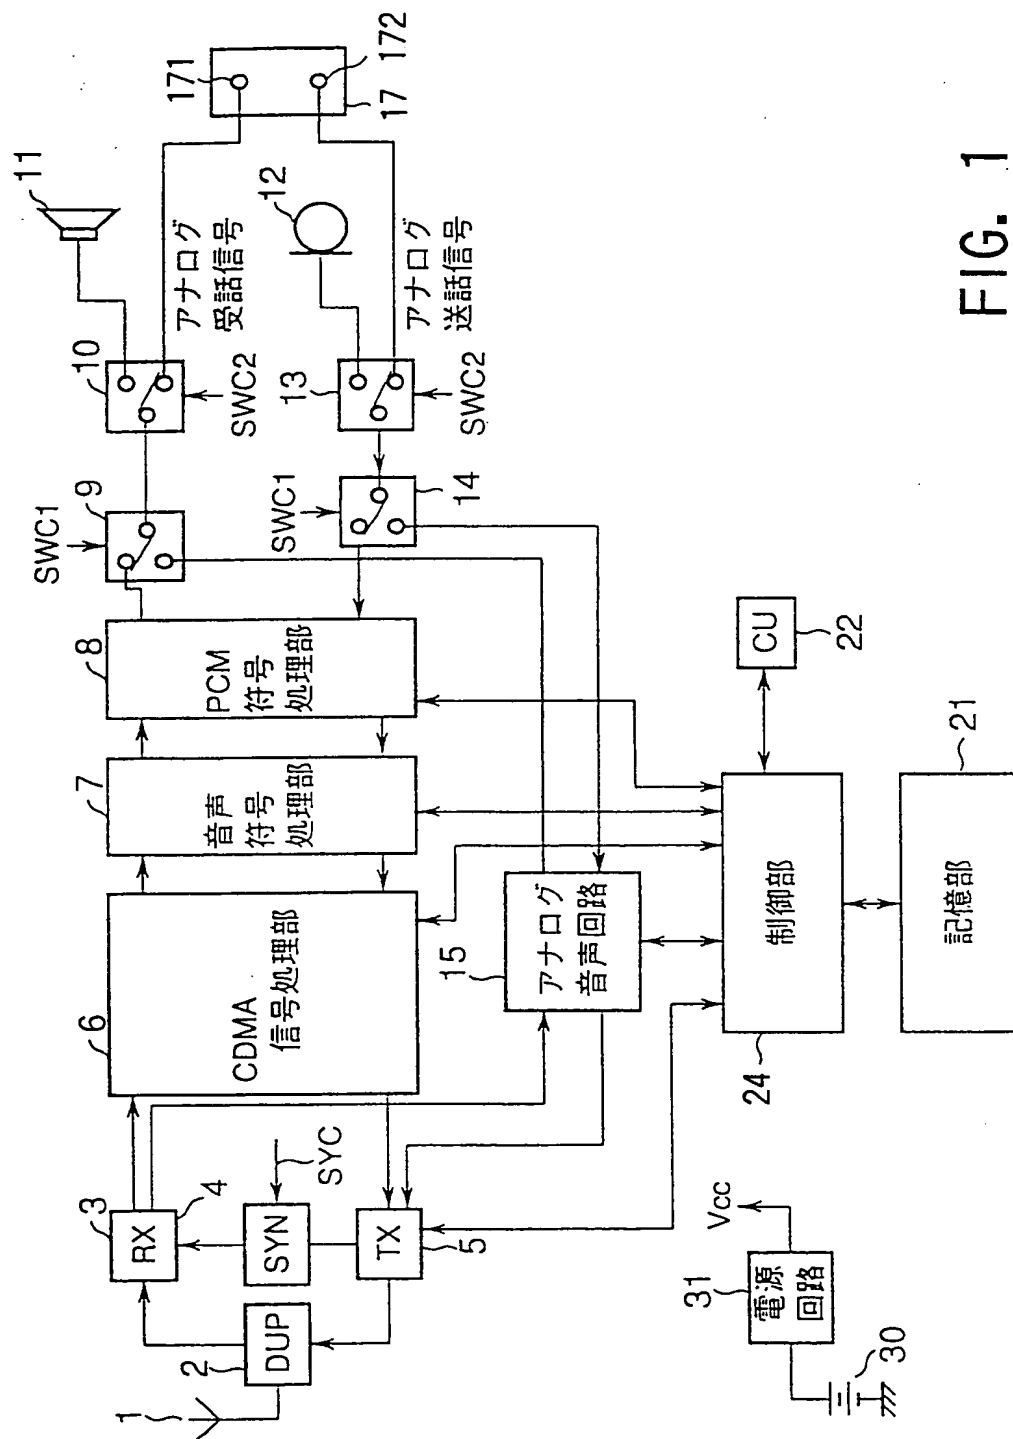 1
2
DUP
3
RX
4
SYN
SYC
TX
5
6
CDMA
信号処理部
7
音声
符号
処理部
8
PCM
符号
処理部
SWC1
9
10
SWC2
11
アナログ
受話信号
171
172
17
12
アナログ
送話信号
13
SWC2
SWC1
14
15
アナログ
音声回路
制御部
24
CU
22
記憶部
21
30
31
電源
回路
Vcc
FIG. 1